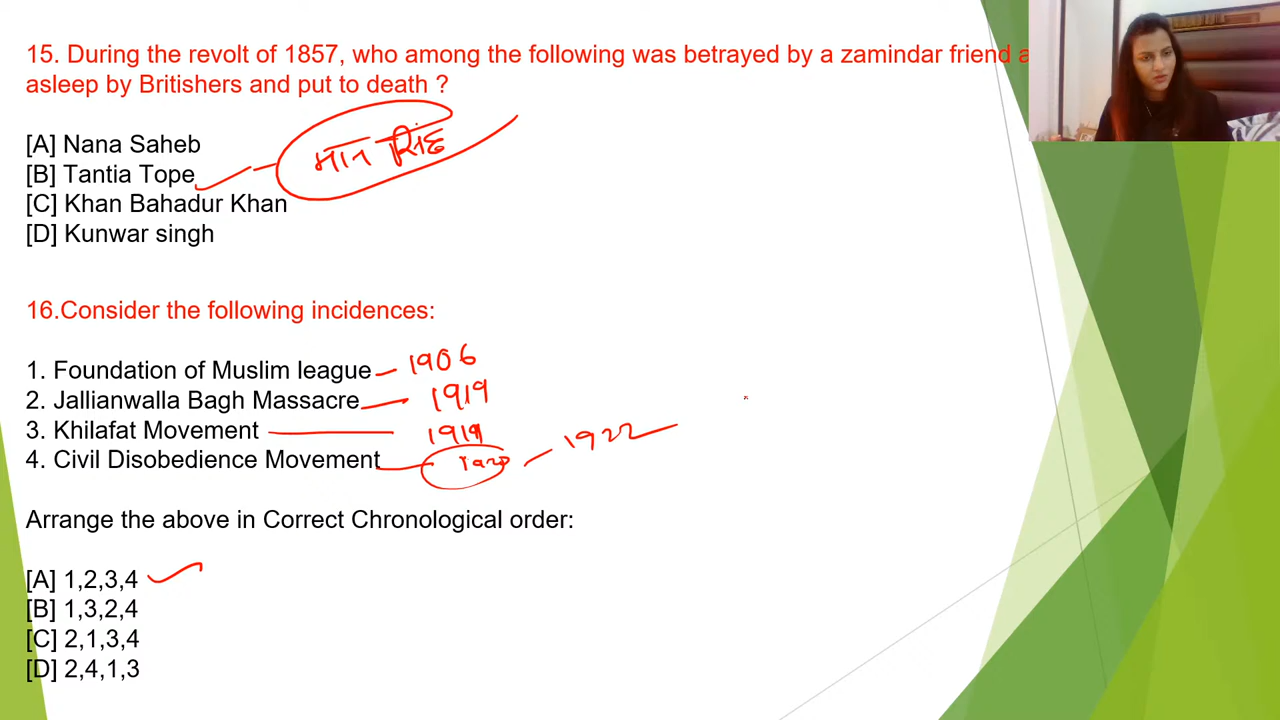 15. During the revolt of 1857, who among the following was betrayed by a zamindar friend a
asleep by Britishers and put to death ?
[A] Nana Saheb
[B] Tantia Tope
मान सिंह
[C] Khan Bahadur Khan
[D] Kunwar singh
16.Consider the following incidences:
1. Foundation of Muslim league 1906
2. Jallianwalla Bagh Massacre 1919
3. Khilafat Movement 1919
4. Civil Disobedience Movement 1920 1922
Arrange the above in Correct Chronological order:
[A] 1,2,3,4
[B] 1,3,2,4
[C] 2,1,3,4
[D] 2,4,1,3